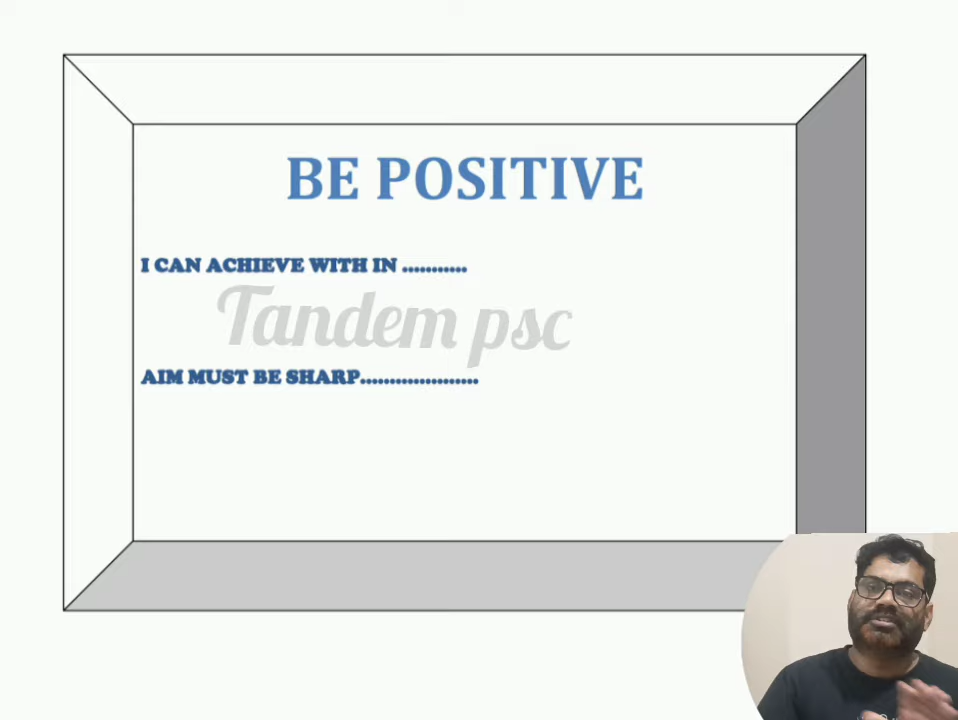 BE POSITIVE
I CAN ACHIEVE WITH IN ...........
Tandem psc
AIM MUST BE SHARP....................